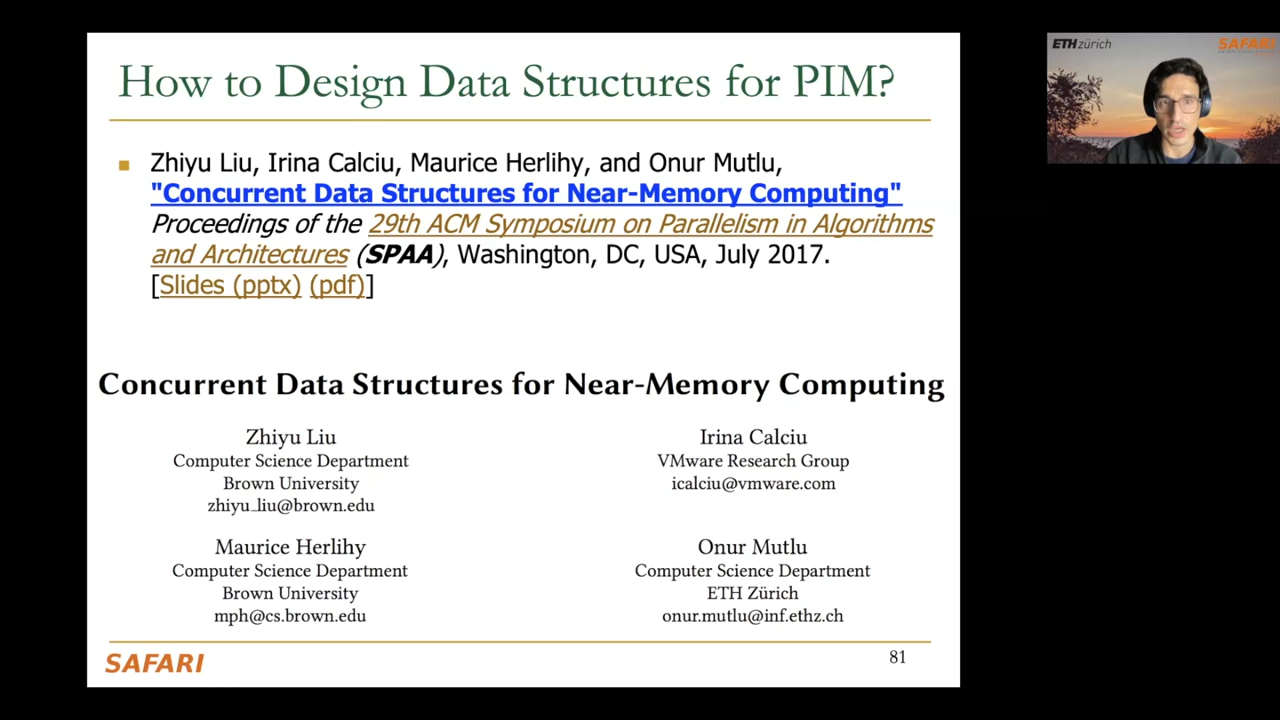 How to Design Data Structures for PIM?
Zhiyu Liu, Irina Calciu, Maurice Herlihy, and Onur Mutlu,
"Concurrent Data Structures for Near-Memory Computing"
Proceedings of the 29th ACM Symposium on Parallelism in Algorithms
and Architectures (SPAA), Washington, DC, USA, July 2017.
[Slides (pptx) (pdf)]
Concurrent Data Structures for Near-Memory Computing
Zhiyu Liu
Computer Science Department
Brown University
zhiyu_liu@brown.edu
Irina Calciu
VMware Research Group
icalciu@vmware.com
Maurice Herlihy
Computer Science Department
Brown University
mph@cs.brown.edu
Onur Mutlu
Computer Science Department
ETH Zürich
onur.mutlu@inf.ethz.ch
SAFARI
81
ETH zürich
SAFARI